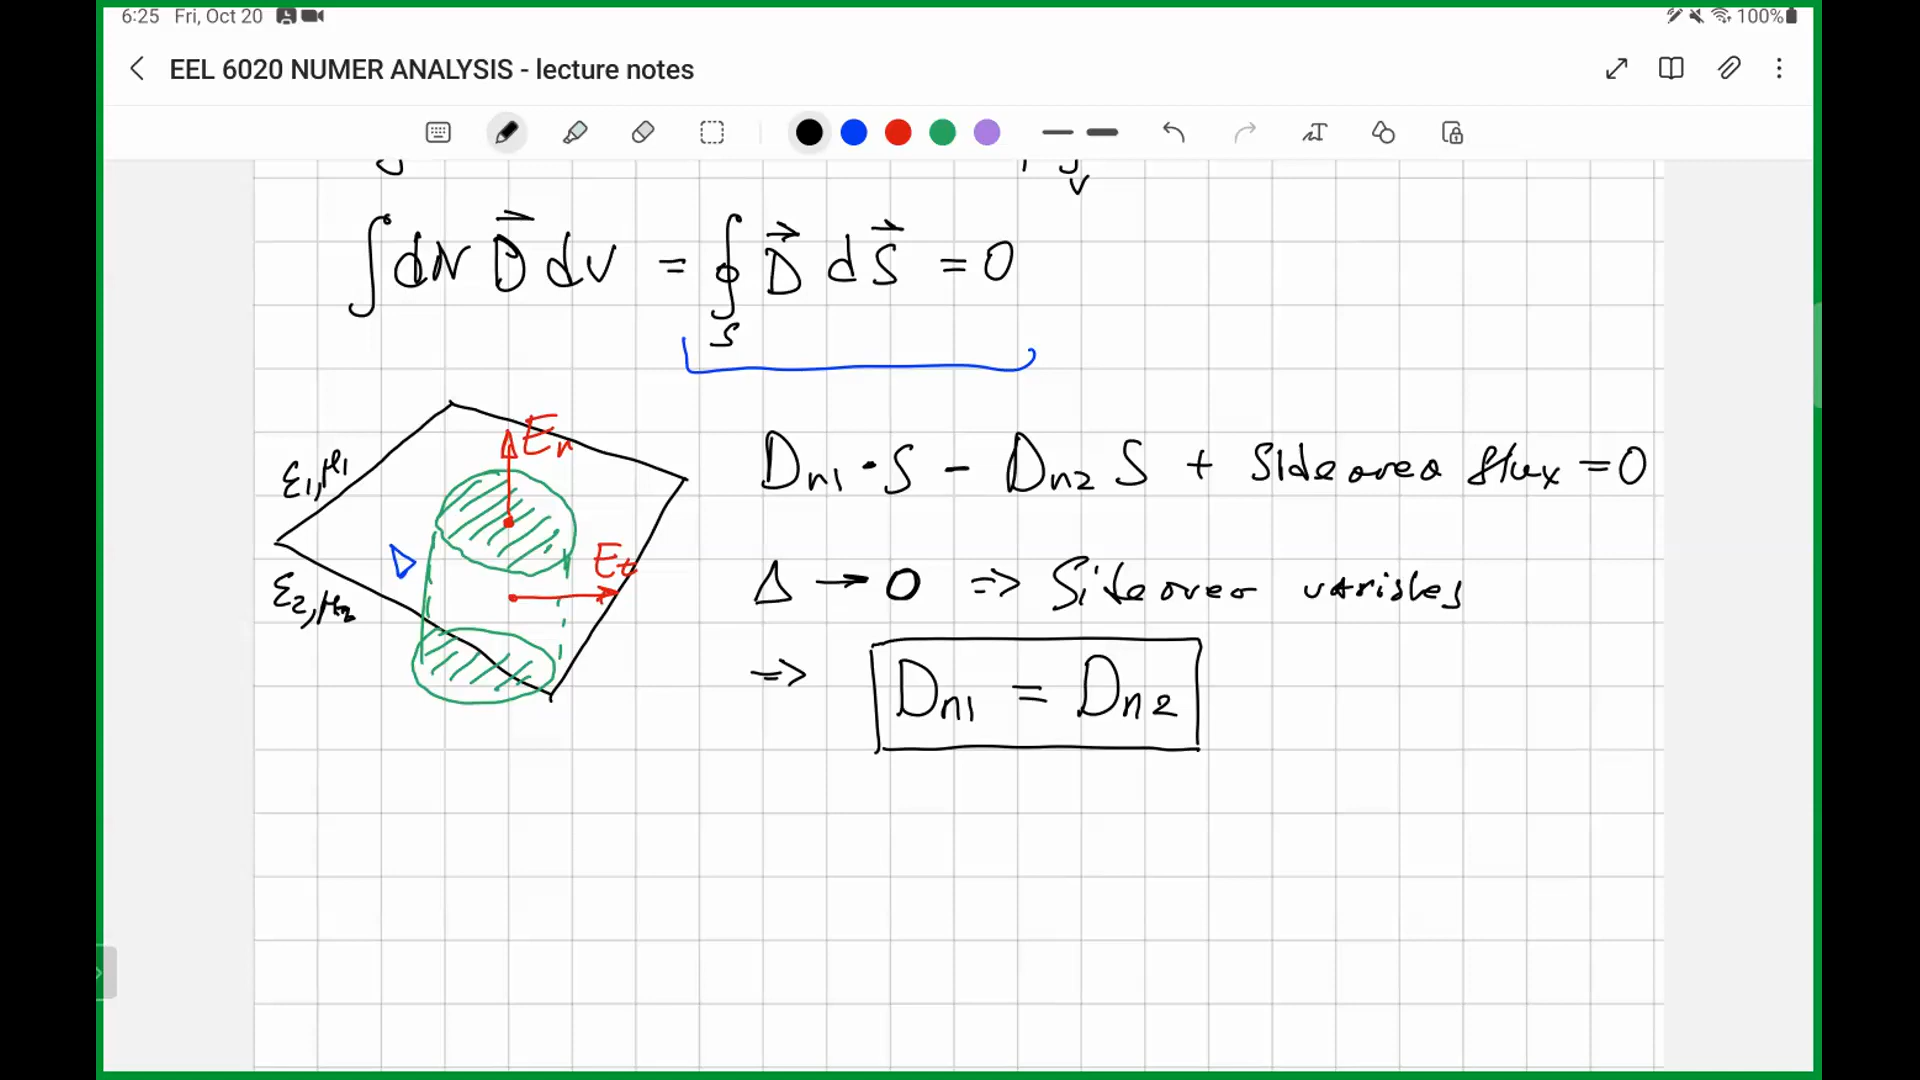 6:25 Fri, Oct 20 100%
EEL 6020 NUMER ANALYSIS - lecture notes
v
∫ div D⃗ dv = ∮ D⃗ dS⃗ = 0
S
En
ε1, μ1
Dn1 · S - Dn2 S + Side area flux = 0
Et
Δ
ε2, μ2
Δ → 0 => Side area vanishes
=> Dn1 = Dn2